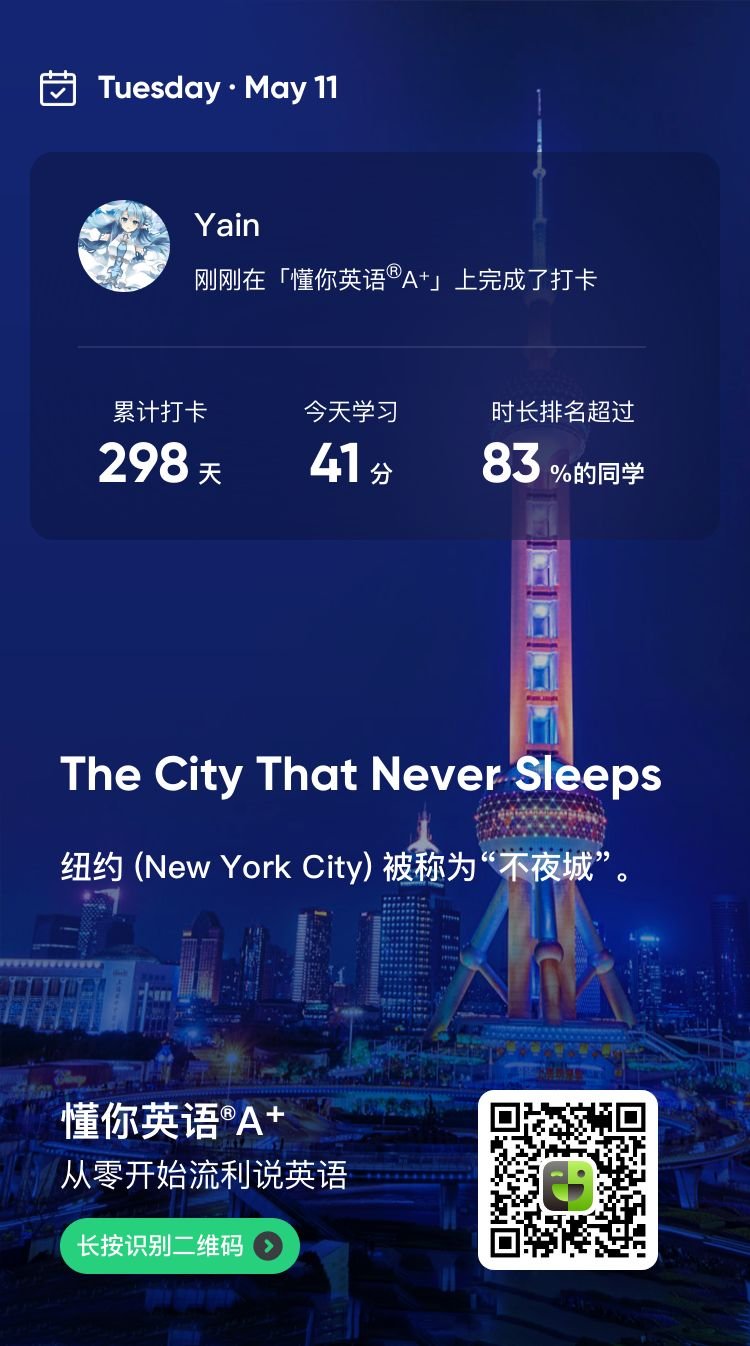 Tuesday · May 11
Yain
刚刚在「懂你英语®A⁺」上完成了打卡
累计打卡 今天学习 时长排名超过
298 天 41 分 83 %的同学
The City That Never Sleeps
纽约 (New York City) 被称为“不夜城”。
懂你英语®A⁺
从零开始流利说英语
长按识别二维码